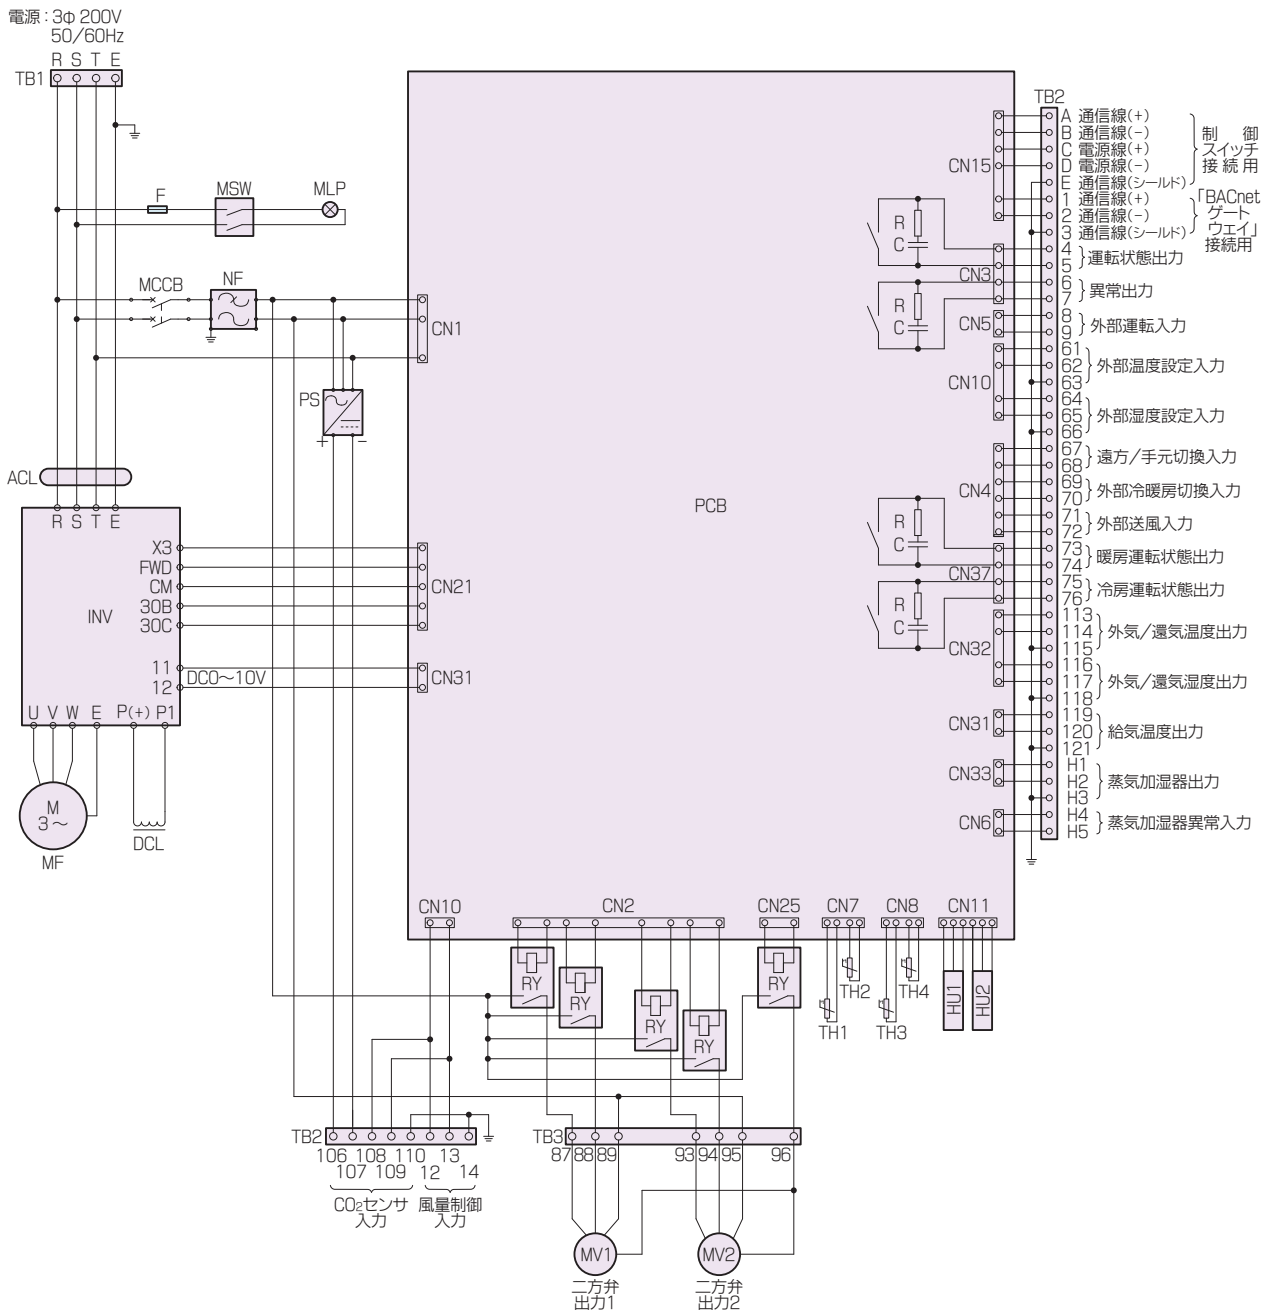 電源：3Φ 200V
50/60Hz
R S T E
TB1
F
MSW
MLP
MCCB
NF
PS
+ -
ACL
R S T E
X3
FWD
CM
30B
30C
INV
11
12
DC0～10V
U V W E P(+) P1
M
3～
MF
DCL
CN1
CN21
CN31
PCB
CN15
R
C
CN3
R
C
CN5
CN10
CN4
R
C
CN37
R
C
CN32
CN31
CN33
CN6
TB2
A 通信線(+)
B 通信線(-)
C 電源線(+)
D 電源線(-)
E 通信線(シールド)
制 御
スイッチ
接続用
1 通信線(+)
2 通信線(-)
3 通信線(シールド)
「BACnet
ゲート
ウェイ」
接続用
4
5
運転状態出力
6
7
異常出力
8
9
外部運転入力
61
62
63
外部温度設定入力
64
65
66
外部湿度設定入力
67
68
遠方/手元切換入力
69
70
外部冷暖房切換入力
71
72
外部送風入力
73
74
暖房運転状態出力
75
76
冷房運転状態出力
113
114
115
外気/還気温度出力
116
117
118
外気/還気湿度出力
119
120
121
給気温度出力
H1
H2
H3
蒸気加湿器出力
H4
H5
蒸気加湿器異常入力
CN10
CN2
CN25
CN7
CN8
CN11
RY
RY
RY
RY
RY
TH1
TH2
TH3
TH4
HU1
HU2
TB2
106 108 110 13
107 109 12 14
CO₂センサ
入力
風量制御
入力
TB3
87 88 89 93 94 95 96
MV1
二方弁
出力1
MV2
二方弁
出力2